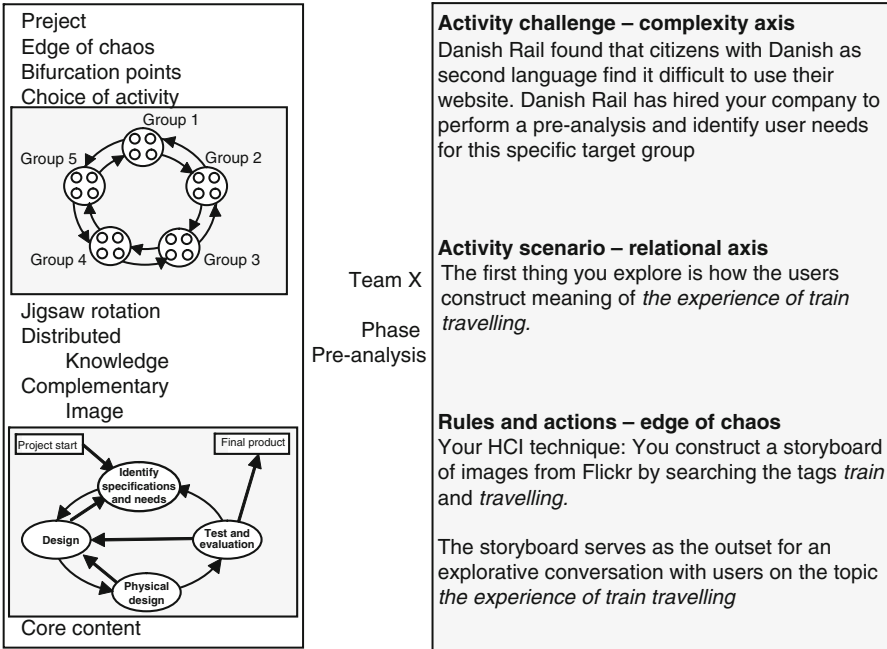 Preject
Edge of chaos
Bifurcation points
Choice of activity
Group 1
Group 5
Group 2
Group 4
Group 3
Jigsaw rotation
Distributed
Knowledge
Complementary
Image
Project start
Final product
Identify
specifications
and needs
Design
Test and
evaluation
Physical
design
Core content
Team X
Phase
Pre-analysis
Activity challenge – complexity axis
Danish Rail found that citizens with Danish as
second language find it difficult to use their
website. Danish Rail has hired your company to
perform a pre-analysis and identify user needs
for this specific target group
Activity scenario – relational axis
The first thing you explore is how the users
construct meaning of the experience of train
travelling.
Rules and actions – edge of chaos
Your HCI technique: You construct a storyboard
of images from Flickr by searching the tags train
and travelling.
The storyboard serves as the outset for an
explorative conversation with users on the topic
the experience of train travelling